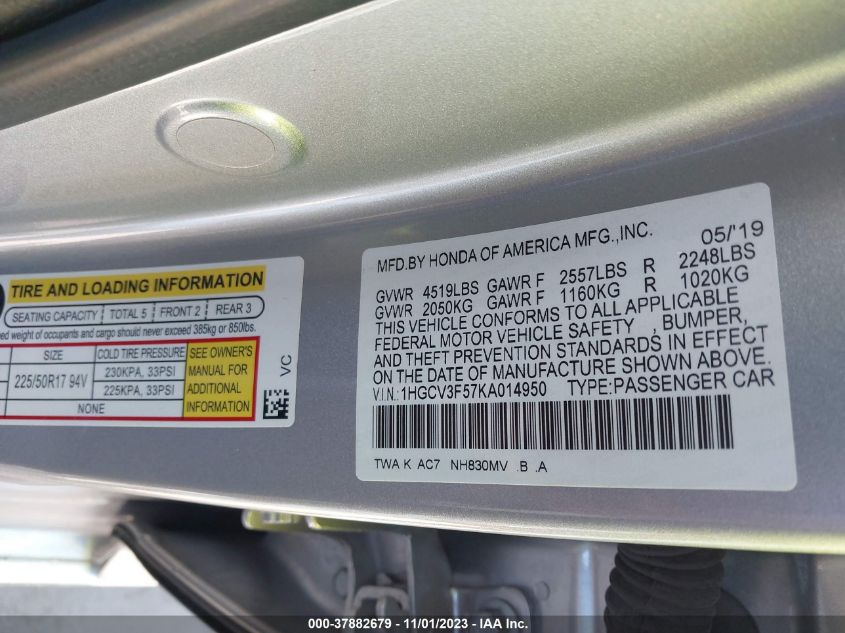 TIRE AND LOADING INFORMATION
SEATING CAPACITY TOTAL 5 FRONT 2 REAR 3
weight of occupants and cargo should never exceed 385kg or 850lbs.
SIZE COLD TIRE PRESSURE SEE OWNER'S MANUAL FOR ADDITIONAL INFORMATION
225/50R17 94V 230KPA, 33PSI
225KPA, 33PSI
NONE
VC
MFD.BY HONDA OF AMERICA MFG.,INC. 05/'19
GVWR 4519LBS GAWR F 2557LBS R 2248LBS
GVWR 2050KG GAWR F 1160KG R 1020KG
THIS VEHICLE CONFORMS TO ALL APPLICABLE
FEDERAL MOTOR VEHICLE SAFETY , BUMPER,
AND THEFT PREVENTION STANDARDS IN EFFECT
ON THE DATE OF MANUFACTURE SHOWN ABOVE.
V.I.N.:1HGCV3F57KA014950 TYPE:PASSENGER CAR
TWA K AC7 NH830MV .B .A
000-37882679 - 11/01/2023 - IAA Inc.